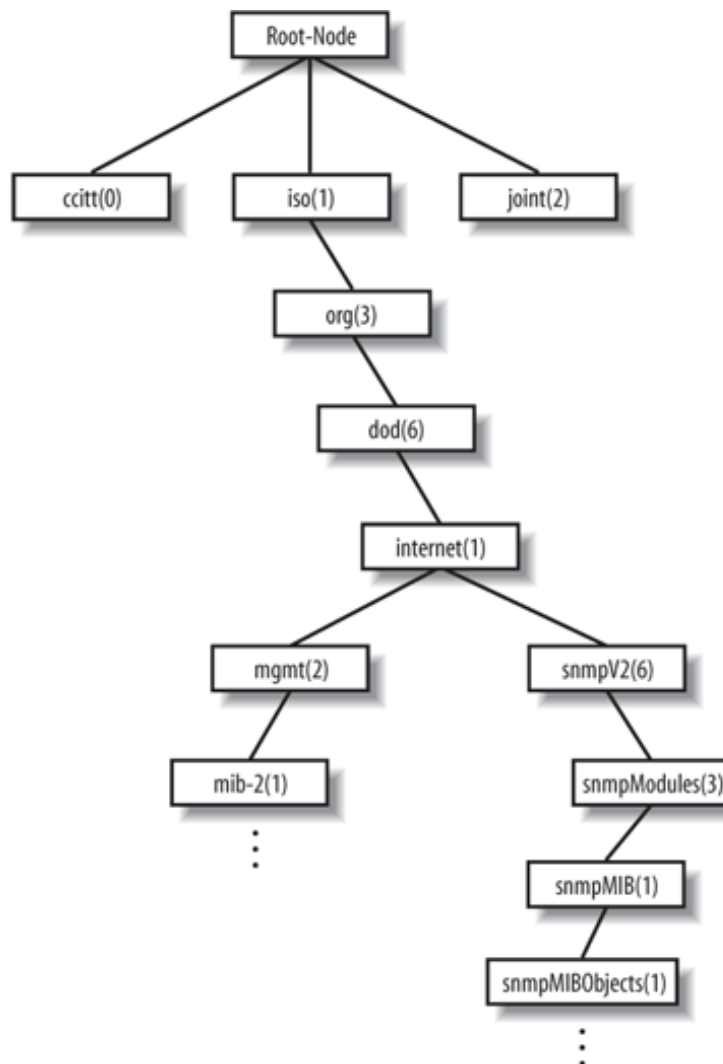 Root-Node
ccitt(0)
iso(1)
joint(2)
org(3)
dod(6)
internet(1)
mgmt(2)
snmpV2(6)
mib-2(1)
snmpModules(3)
snmpMIB(1)
snmpMIBObjects(1)